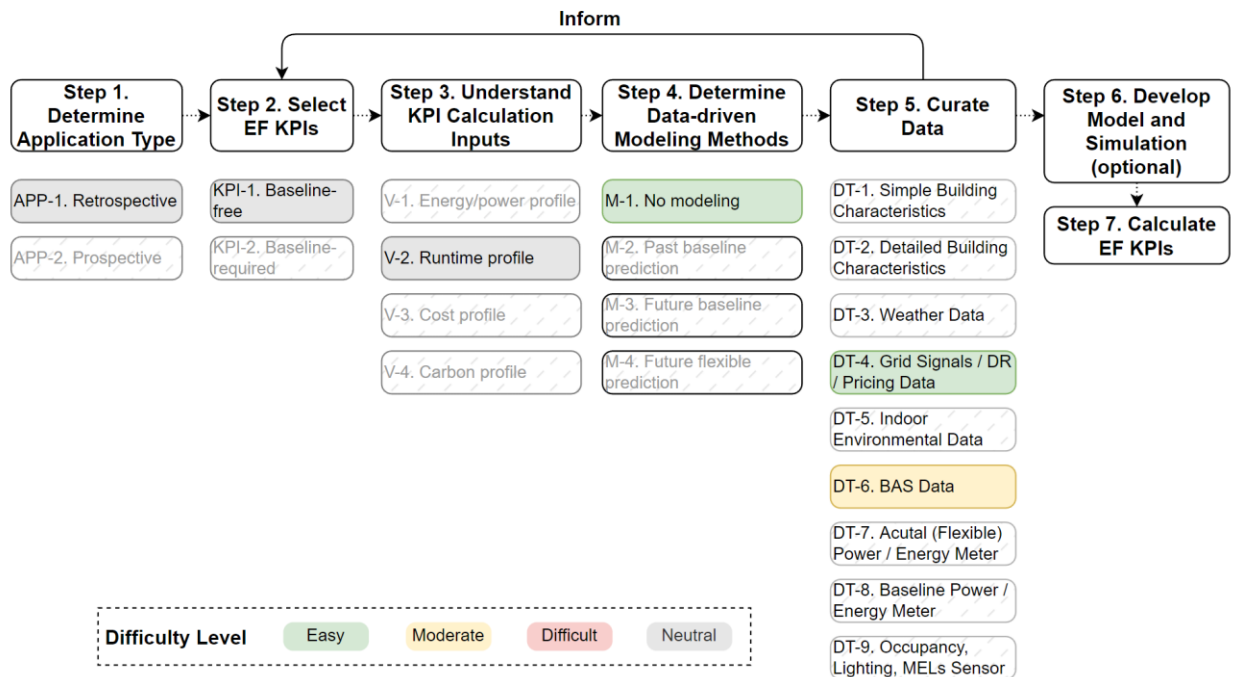 Inform
Step 1.
Determine
Application Type
Step 2. Select
EF KPIs
Step 3. Understand
KPI Calculation
Inputs
Step 4. Determine
Data-driven
Modeling Methods
Step 5. Curate
Data
Step 6. Develop
Model and
Simulation
(optional)
Step 7. Calculate
EF KPIs
APP-1. Retrospective
APP-2. Prospective
KPI-1. Baseline-
free
KPI-2. Baseline-
required
V-1. Energy/power profile
V-2. Runtime profile
V-3. Cost profile
V-4. Carbon profile
M-1. No modeling
M-2. Past baseline
prediction
M-3. Future baseline
prediction
M-4. Future flexible
prediction
DT-1. Simple Building
Characteristics
DT-2. Detailed Building
Characteristics
DT-3. Weather Data
DT-4. Grid Signals / DR
/ Pricing Data
DT-5. Indoor
Environmental Data
DT-6. BAS Data
DT-7. Acutal (Flexible)
Power / Energy Meter
DT-8. Baseline Power /
Energy Meter
DT-9. Occupancy,
Lighting, MELs Sensor
Difficulty Level
Easy
Moderate
Difficult
Neutral